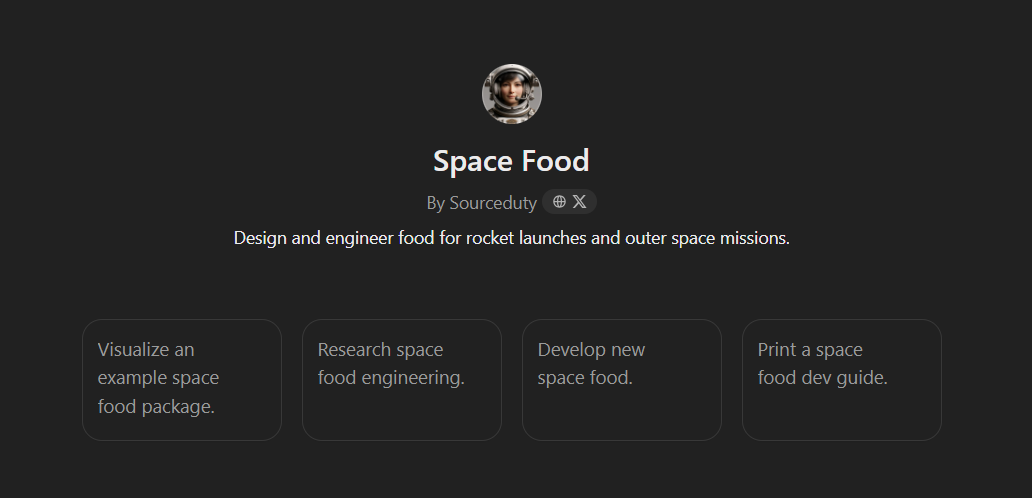 Space Food
By Sourceduty
Design and engineer food for rocket launches and outer space missions.
Visualize an
example space
food package.
Research space
food engineering.
Develop new
space food.
Print a space
food dev guide.